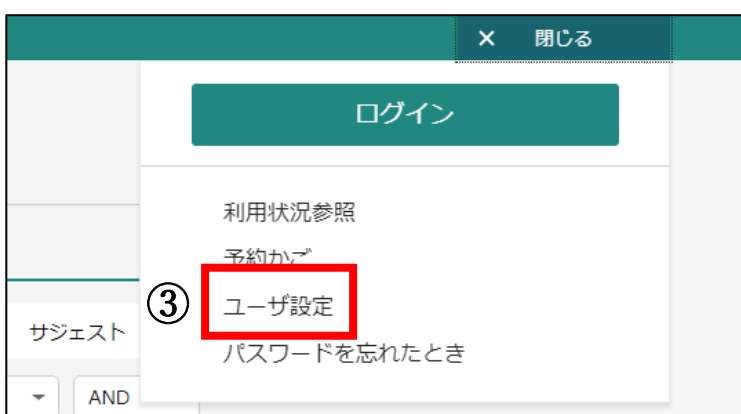 × 閉じる
ログイン
利用状況参照
予約かご
③ ユーザ設定
サジェスト
パスワードを忘れたとき
AND